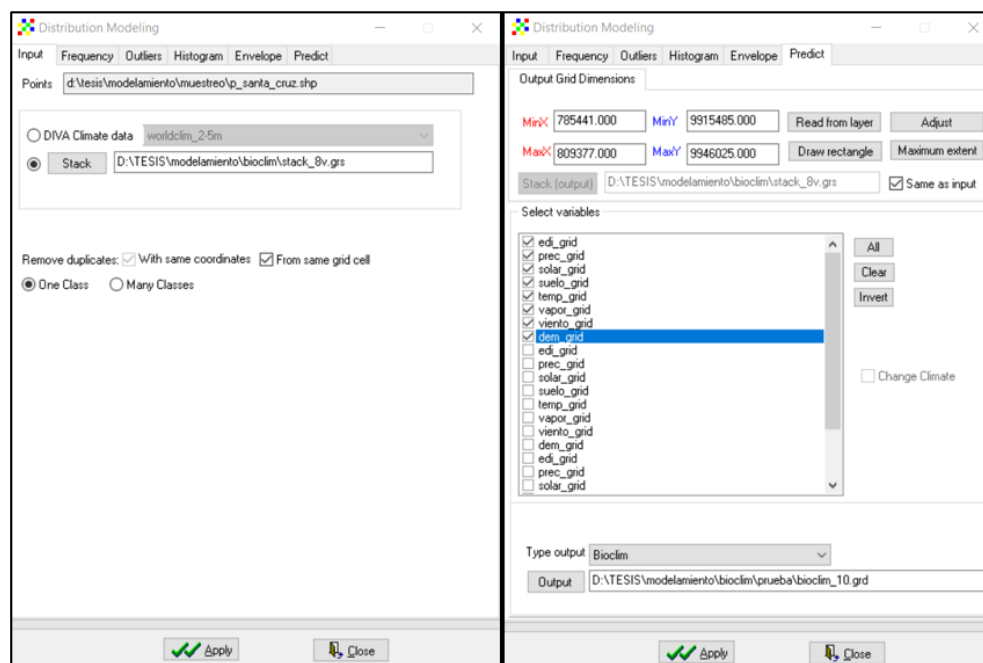 Distribution Modeling
Input Frequency Outliers Histogram Envelope Predict
Points d:\tesis\modelamiento\muestreo\p_santa_cruz.shp
DIVA Climate data worldclim_2-5m
Stack D:\TESIS\modelamiento\bioclim\stack_8v.grs
Remove duplicates: With same coordinates From same grid cell
One Class Many Classes
Apply Close
Distribution Modeling
Input Frequency Outliers Histogram Envelope Predict
Output Grid Dimensions
MinX 785441.000 MinY 9915485.000 Read from layer Adjust
MaxX 809377.000 MaxY 9946025.000 Draw rectangle Maximum extent
Stack (output) D:\TESIS\modelamiento\bioclim\stack_8v.grs Same as input
Select variables
edi_grid
prec_grid
solar_grid
suelo_grid
temp_grid
vapor_grid
viento_grid
dem_grid
edi_grid
prec_grid
solar_grid
suelo_grid
temp_grid
vapor_grid
viento_grid
dem_grid
edi_grid
prec_grid
solar_grid
All
Clear
Invert
Change Climate
Type output Bioclim
Output D:\TESIS\modelamiento\bioclim\prueba\bioclim_10.grd
Apply Close